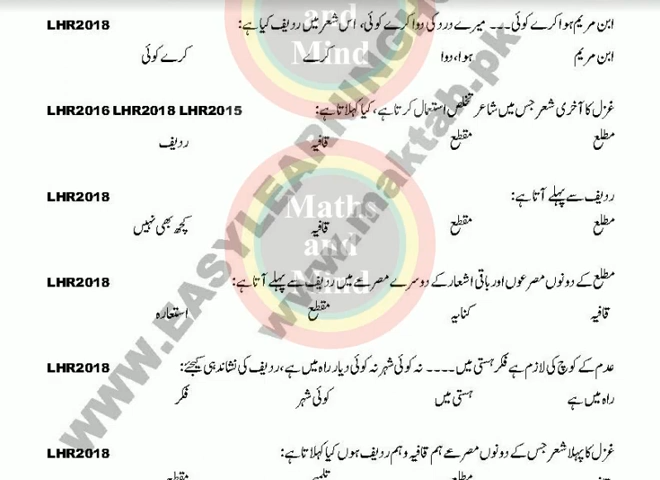 ابن مریم ہوا کرے کوئی ۔۔۔ میرے درد کی دوا کرے کوئی، اس شعر میں ردیف کیا ہے: LHR2018
ابن مریم ہوا، دوا کرے کرے کوئی
غزل کا آخری شعر جس میں شاعر تخلص استعمال کرتا ہے، کیا کہلاتا ہے: LHR2016 LHR2018 LHR2015
مطلع مقطع قافیہ ردیف
ردیف سے پہلے آتا ہے: LHR2018
مطلع مقطع قافیہ کچھ بھی نہیں
مطلع کے دونوں مصرعوں اور باقی اشعار کے دوسرے مصرعے میں ردیف سے پہلے آتا ہے: LHR2018
قافیہ کنایہ مقطع استعارہ
عدم کے کوچ کی لازم ہے فکر ہستی میں ۔۔۔۔ نہ کوئی شہر نہ کوئی دیار راہ میں ہے، ردیف کی نشاندہی کیجئے: LHR2018
راہ میں ہے ہستی میں کوئی شہر فکر
غزل کا پہلا شعر جس کے دونوں مصرعے ہم قافیہ و ہم ردیف ہوں کیا کہلاتا ہے: LHR2018
Maths
and
Mind
and
Mind
www.EASYLEARNING
www.maktab.pk